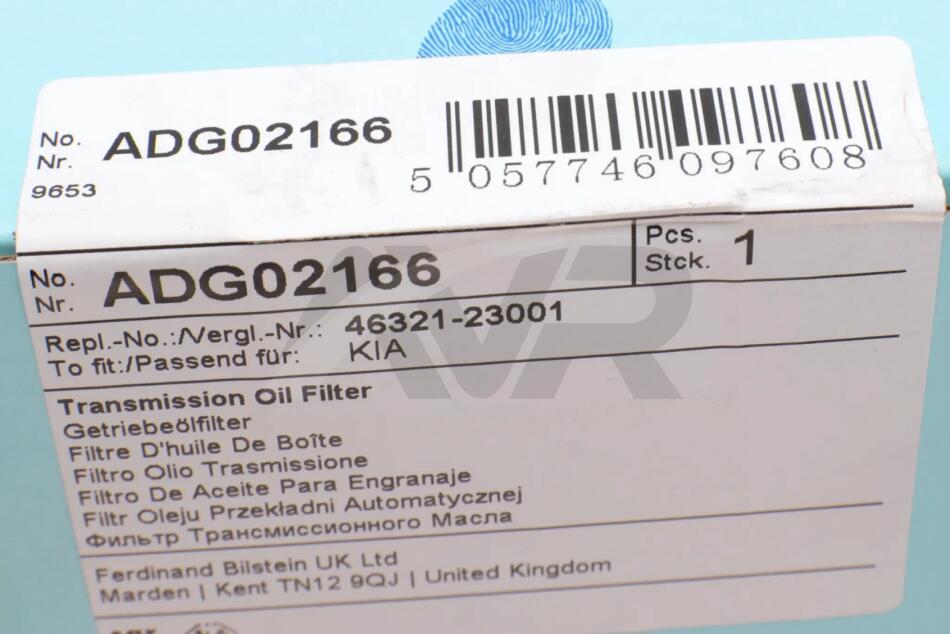 No. ADG02166
Nr.
9653
5 057746 097608
No. ADG02166
Nr.
Pcs. 1
Stck.
Repl.-No.:/Vergl.-Nr.: 46321-23001
To fit:/Passend für: KIA
Transmission Oil Filter
Getriebeölfilter
Filtre D'huile De Boîte
Filtro Olio Trasmissione
Filtro De Aceite Para Engranaje
Filtr Oleju Przekładni Automatycznej
Фильтр Трансмиссионного Масла
Ferdinand Bilstein UK Ltd
Marden | Kent TN12 9QJ | United Kingdom
AVR